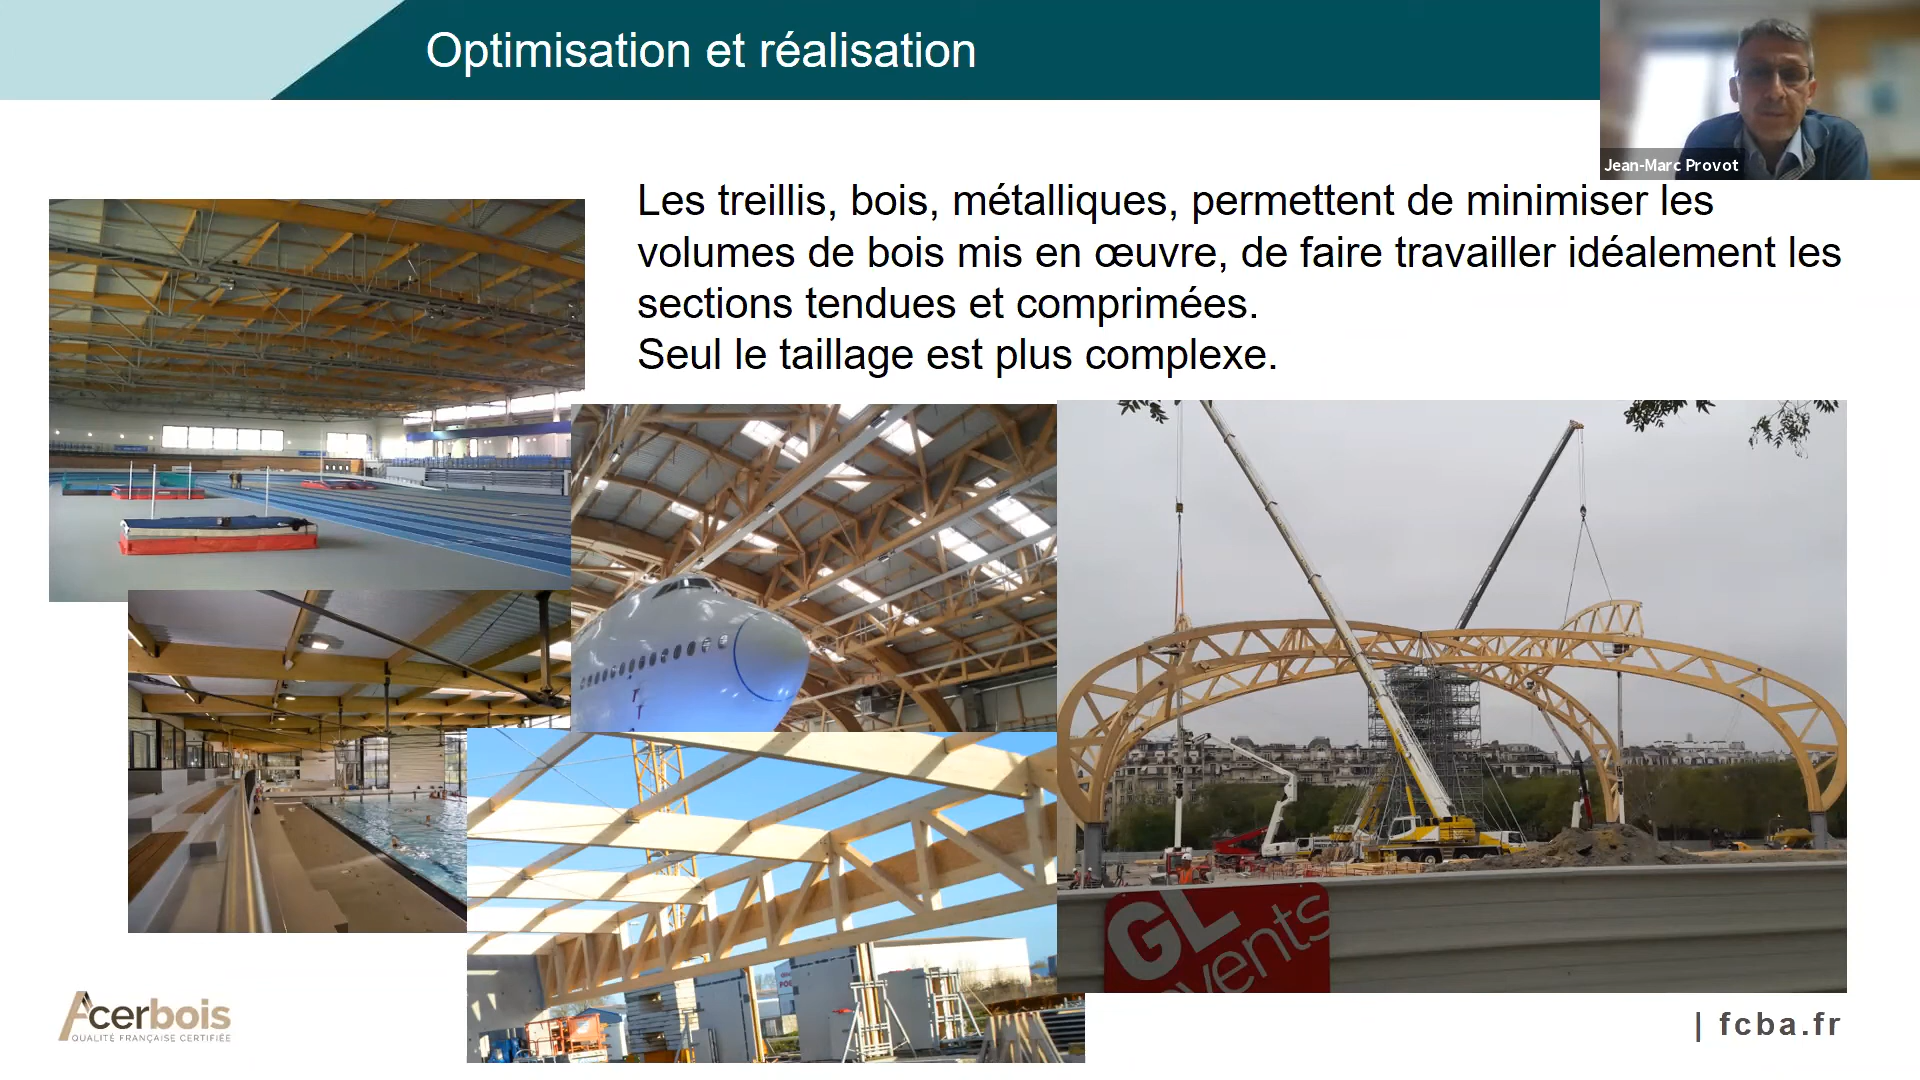 Optimisation et réalisation
Jean-Marc Provot
Les treillis, bois, métalliques, permettent de minimiser les
volumes de bois mis en œuvre, de faire travailler idéalement les
sections tendues et comprimées.
Seul le taillage est plus complexe.
GL
events
Acerbois
QUALITÉ FRANÇAISE CERTIFIÉE
| fcba.fr